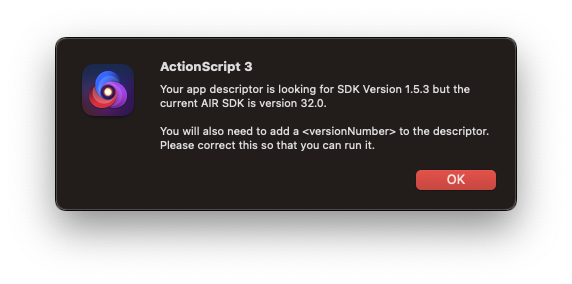 ActionScript 3
Your app descriptor is looking for SDK Version 1.5.3 but the
current AIR SDK is version 32.0.
You will also need to add a <versionNumber> to the descriptor.
Please correct this so that you can run it.
OK